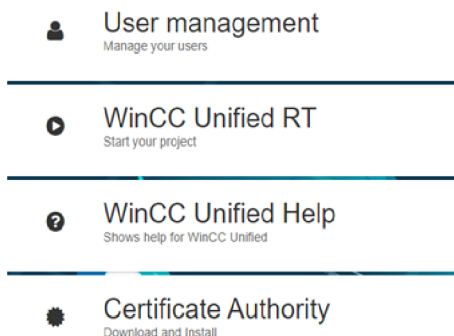 User management
Manage your users
WinCC Unified RT
Start your project
WinCC Unified Help
Shows help for WinCC Unified
Certificate Authority
Download and Install